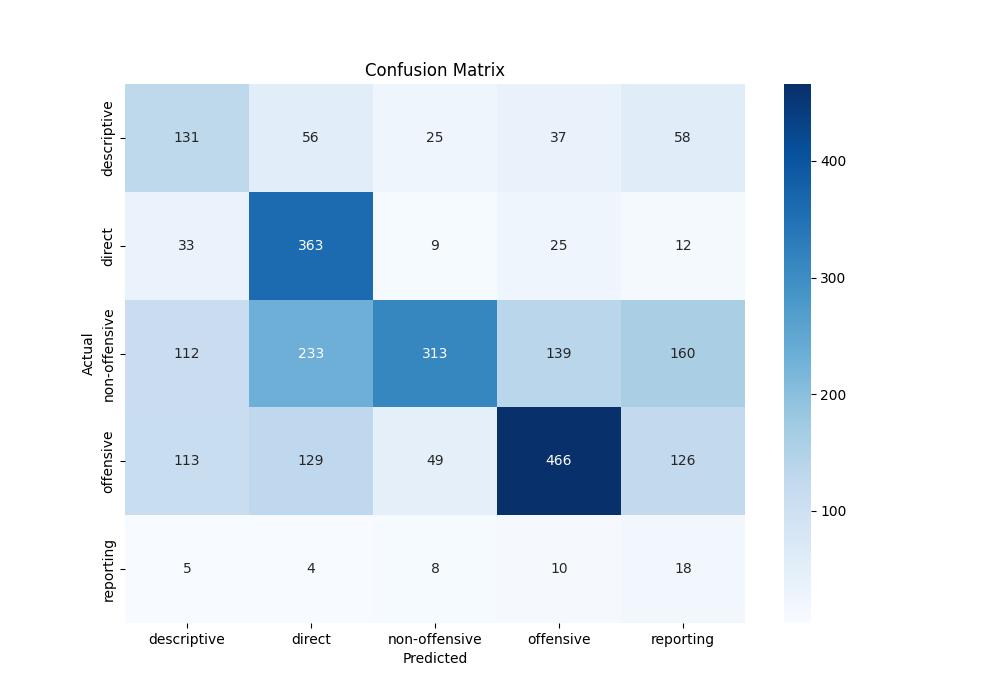 Confusion Matrix
Actual
descriptive
131 56 25 37 58
direct
33 363 9 25 12
non-offensive
112 233 313 139 160
offensive
113 129 49 466 126
reporting
5 4 8 10 18
descriptive direct non-offensive offensive reporting
Predicted
400
300
200
100